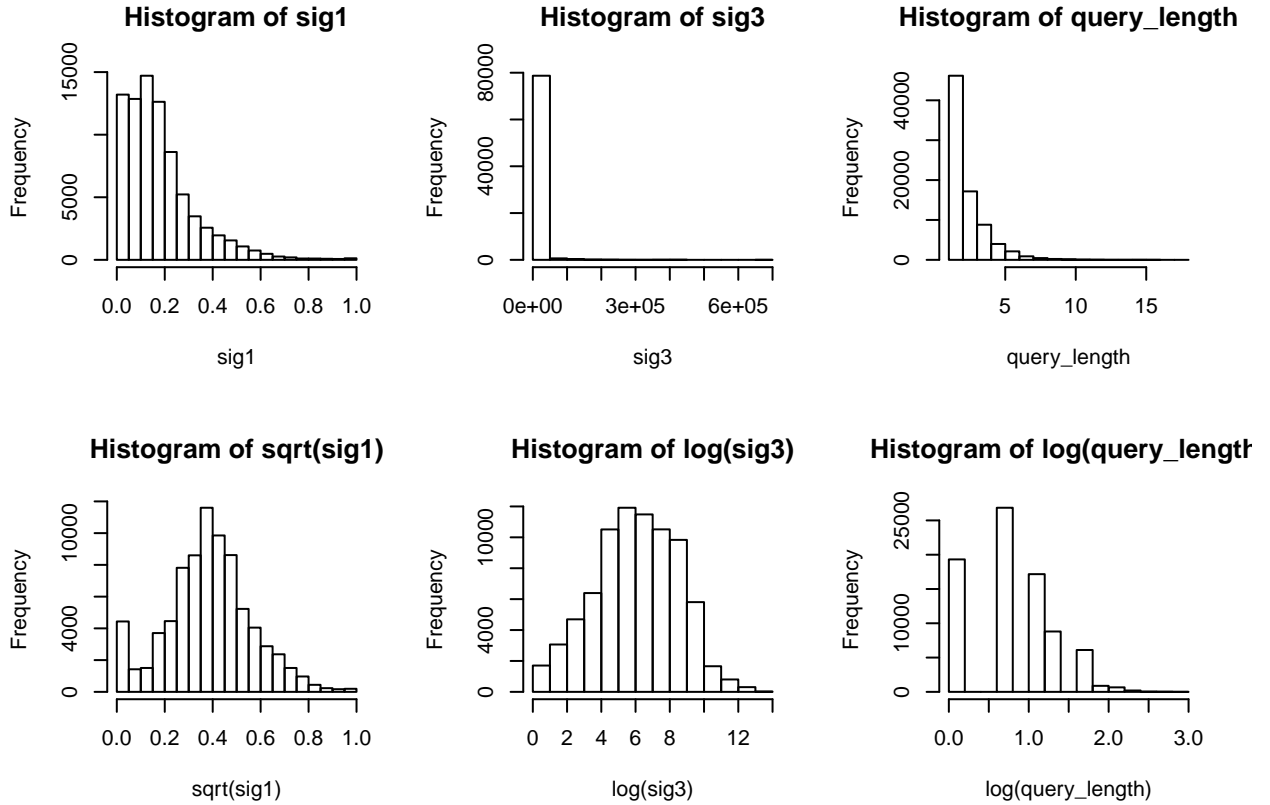 Histogram of sig1
Frequency
0 5000 15000
0.0 0.2 0.4 0.6 0.8 1.0
sig1
Histogram of sig3
Frequency
0 40000 80000
0e+00 3e+05 6e+05
sig3
Histogram of query_length
Frequency
0 20000 40000
5 10 15
query_length
Histogram of sqrt(sig1)
Frequency
0 4000 10000
0.0 0.2 0.4 0.6 0.8 1.0
sqrt(sig1)
Histogram of log(sig3)
Frequency
0 4000 10000
0 2 4 6 8 12
log(sig3)
Histogram of log(query_length
Frequency
0 10000 25000
0.0 1.0 2.0 3.0
log(query_length)